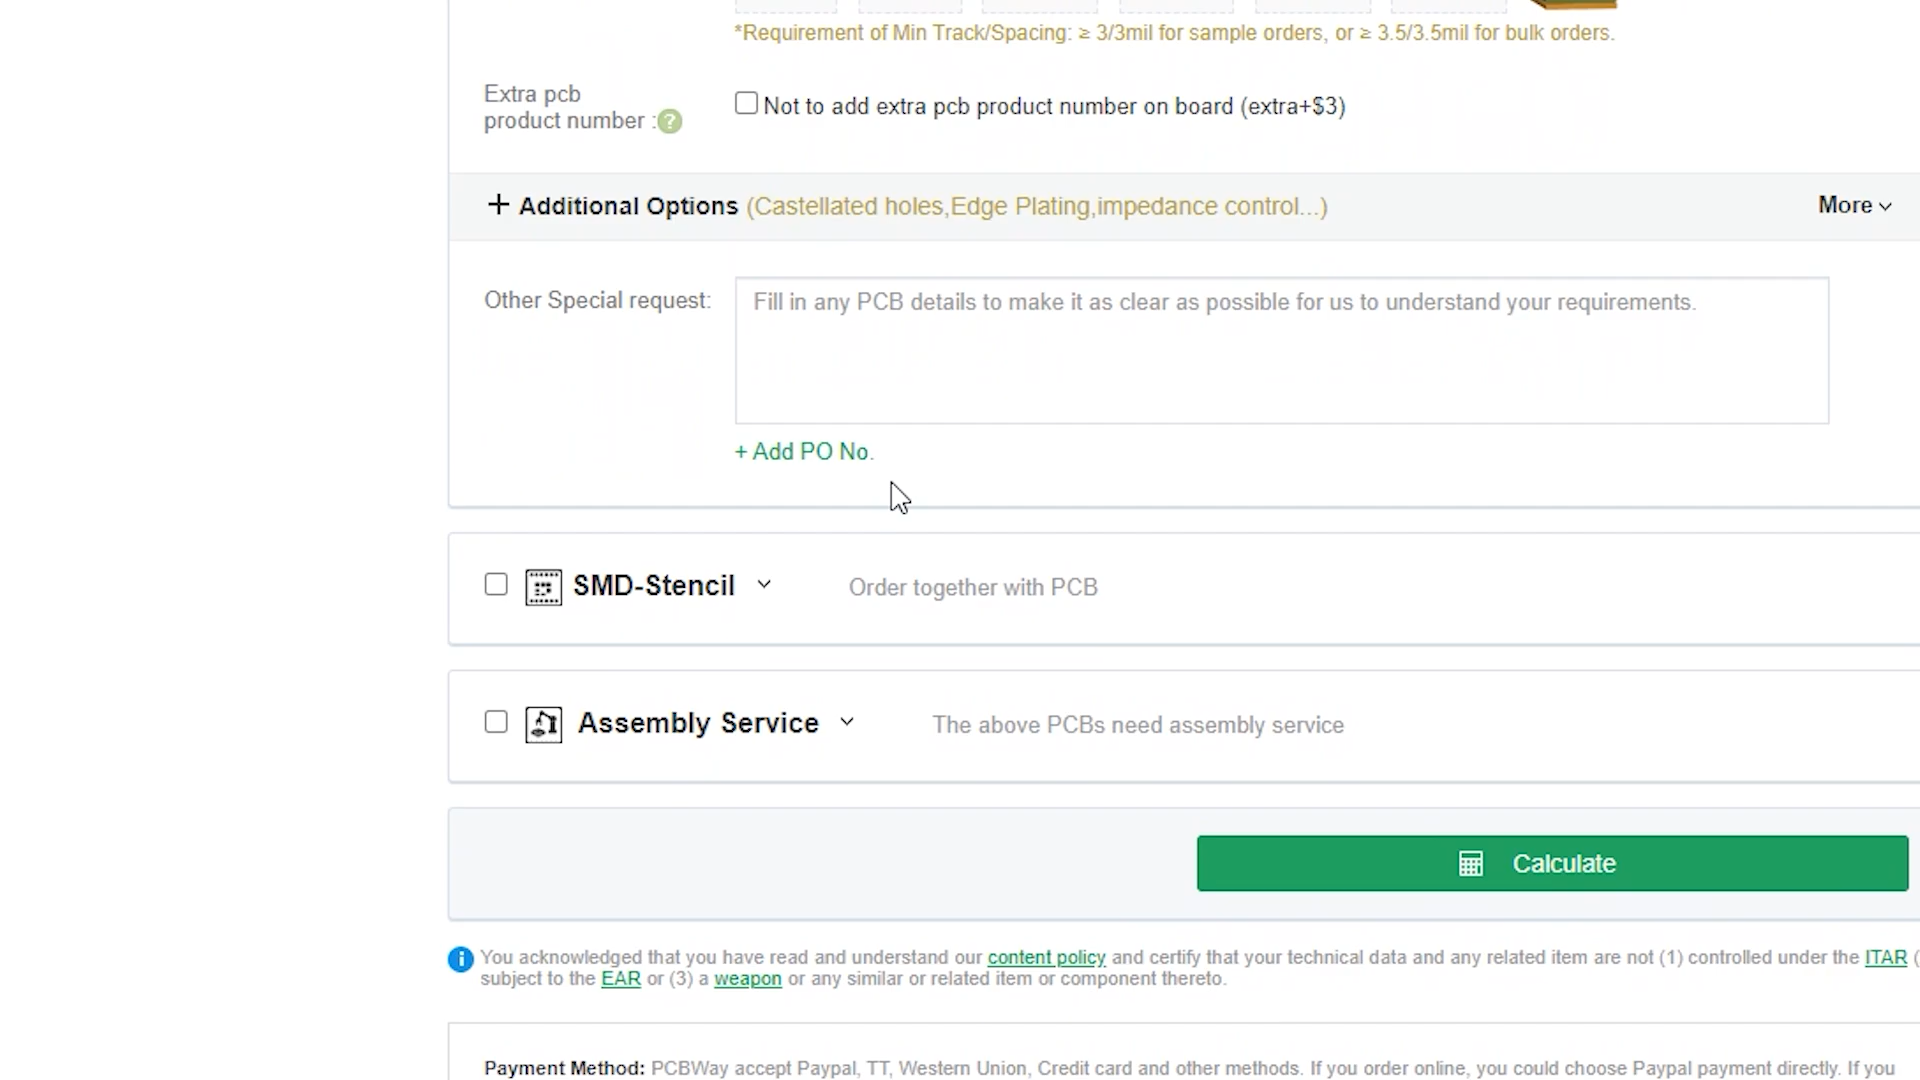 *Requirement of Min Track/Spacing: ≥ 3/3mil for sample orders, or ≥ 3.5/3.5mil for bulk orders.
Extra pcb
product number :?
Not to add extra pcb product number on board (extra+$3)
+ Additional Options (Castellated holes,Edge Plating,impedance control...)
More
Other Special request:
Fill in any PCB details to make it as clear as possible for us to understand your requirements.
+ Add PO No.
SMD-Stencil
Order together with PCB
Assembly Service
The above PCBs need assembly service
Calculate
You acknowledged that you have read and understand our content policy and certify that your technical data and any related item are not (1) controlled under the ITAR (
subject to the EAR or (3) a weapon or any similar or related item or component thereto.
Payment Method: PCBWay accept Paypal, TT, Western Union, Credit card and other methods. If you order online, you could choose Paypal payment directly. If you